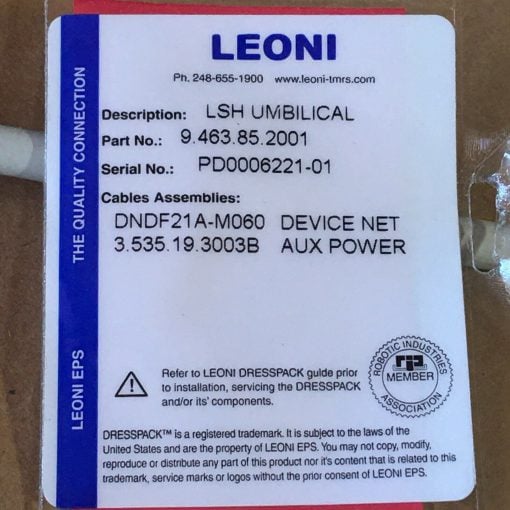 LEONI
Ph. 248-655-1900 www.leoni-tmrs.com
Description: LSH UMBILICAL
Part No.: 9.463.85.2001
Serial No.: PD0006221-01
Cables Assemblies:
DNDF21A-M060 DEVICE NET
3.535.19.3003B AUX POWER
Refer to LEONI DRESSPACK guide prior
to installation, servicing the DRESSPACK
and/or its' components.
ROBOTIC INDUSTRIES
MEMBER
ASSOCIATION
DRESSPACK™ is a registered trademark. It is subject to the laws of the
United States and are the property of LEONI EPS. You may not copy, modify,
reproduce or distribute any part of this product nor it's content that is related to this
trademark, service marks or logos without the prior consent of LEONI EPS.
THE QUALITY CONNECTION
LEONI EPS